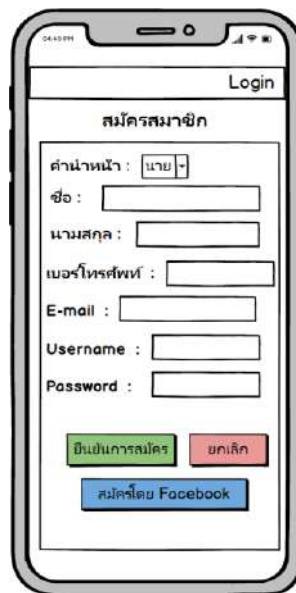 04:45 PM
Login
สมัครสมาชิก
คำนำหน้า : นาย
ชื่อ :
นามสกุล :
เบอร์โทรศัพท์ :
E-mail :
Username :
Password :
ยืนยันการสมัคร ยกเลิก
สมัครโดย Facebook